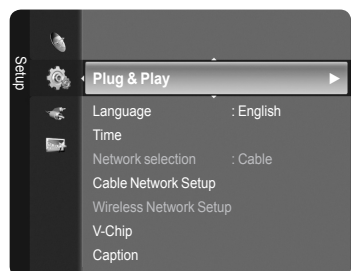 Setup
Plug & Play
Language : English
Time
Network selection : Cable
Cable Network Setup
Wireless Network Setup
V-Chip
Caption